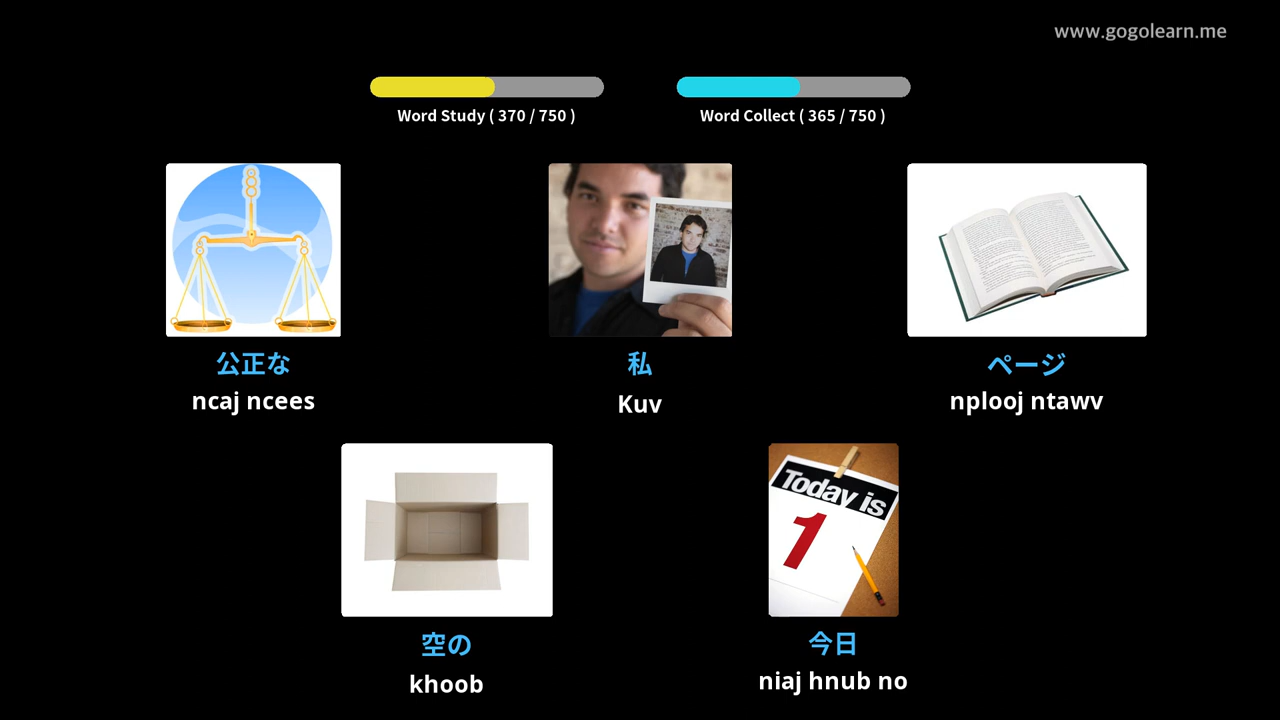 www.gogolearn.me
Word Study ( 370 / 750 )
Word Collect ( 365 / 750 )
公正な
ncaj ncees
私
Kuv
ページ
nplooj ntawv
Today is
1
空の
khoob
今日
niaj hnub no